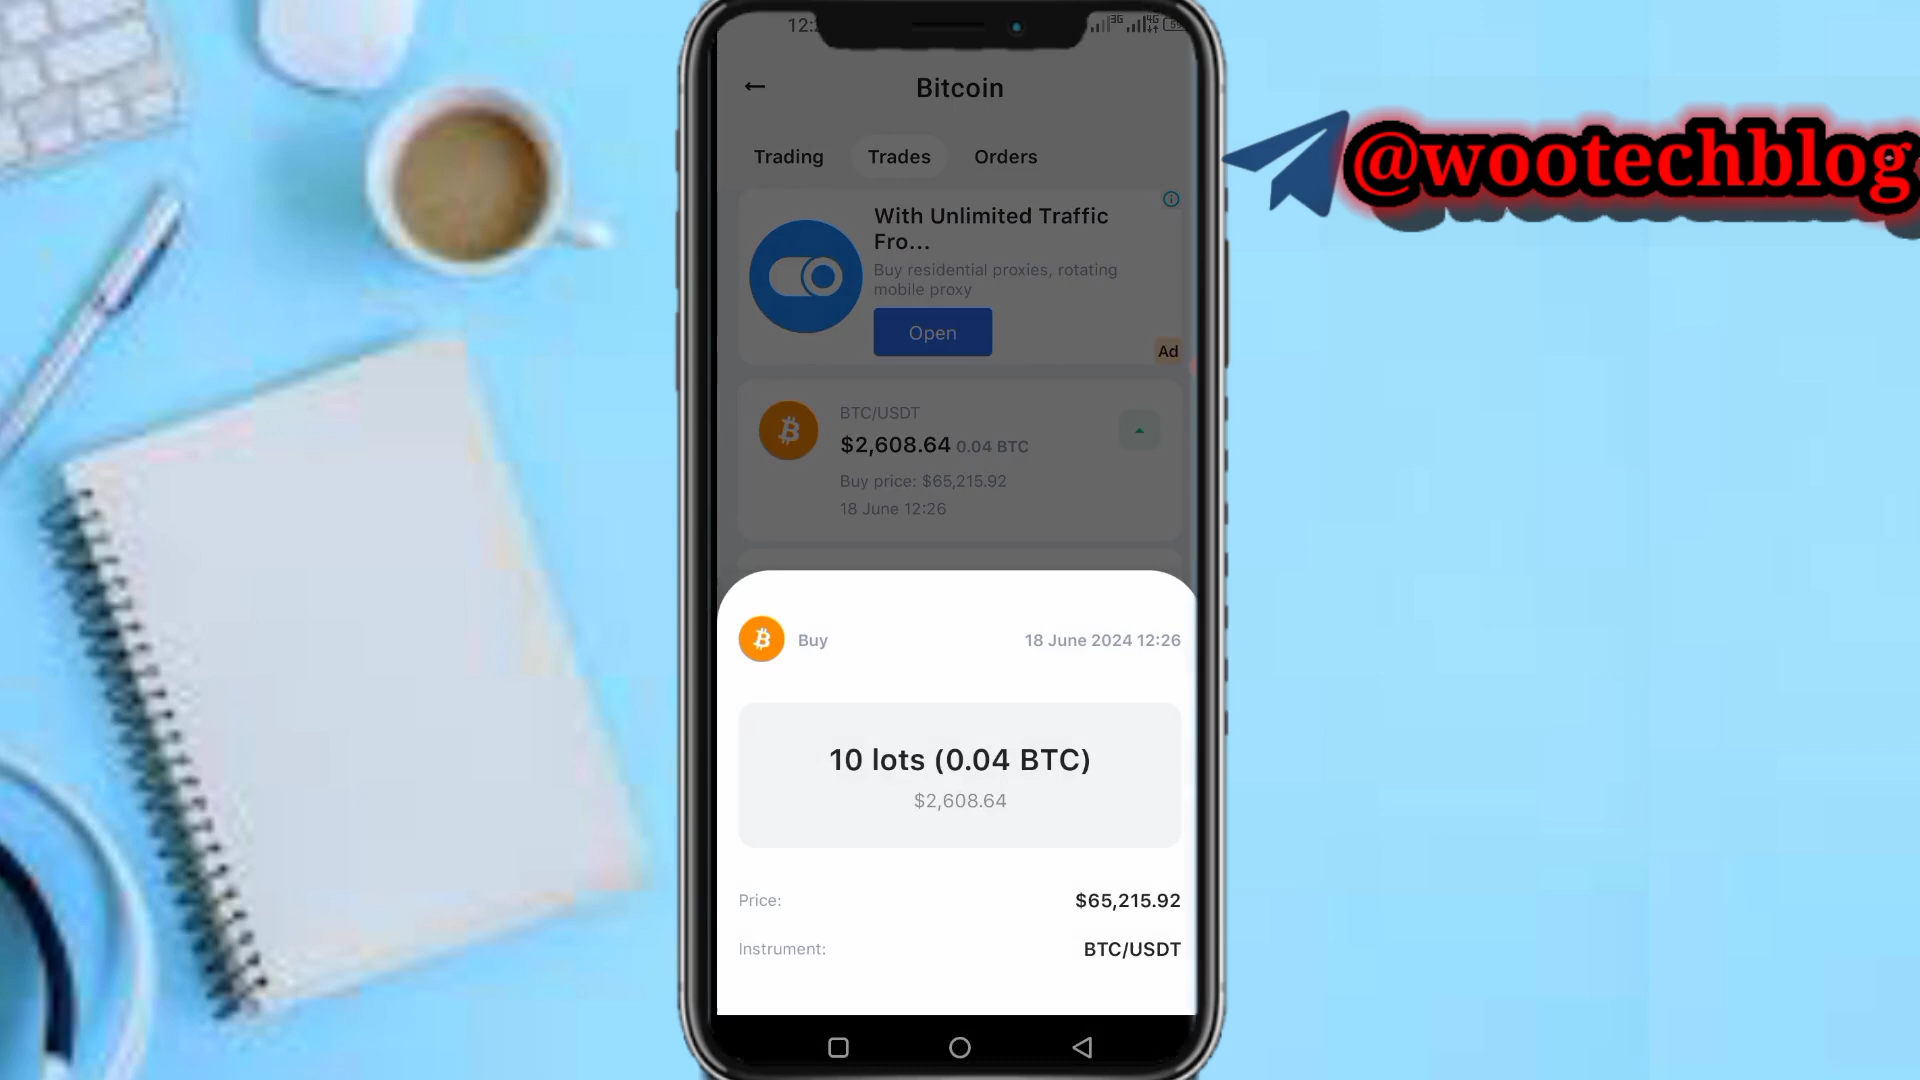 Bitcoin
Trading Trades Orders
With Unlimited Traffic
Fro...
Buy residential proxies, rotating
mobile proxy
Open
Ad
BTC/USDT
$2,608.64 0.04 BTC
Buy price: $65,215.92
18 June 12:26
Buy 18 June 2024 12:26
10 lots (0.04 BTC)
$2,608.64
Price: $65,215.92
Instrument: BTC/USDT
@wootechblog
3G 4G